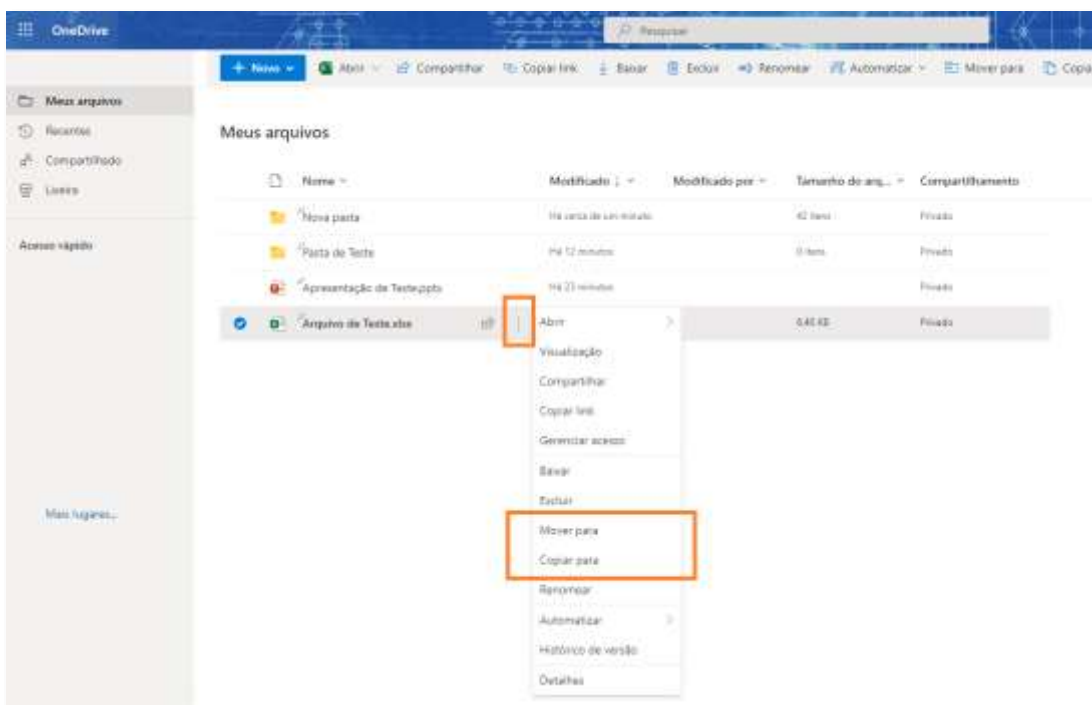 OneDrive
Pesquisar
+ Novo
Abrir
Compartilhar
Copiar link
Baixar
Excluir
Renomear
Automatizar
Mover para
Copia
Meus arquivos
Recentes
Compartilhado
Lixeira
Acesso rápido
Mais lugares...
Meus arquivos
Nome
Modificado
Modificado por
Tamanho do arq...
Compartilhamento
Nova pasta
Há cerca de um minuto
42 itens
Privado
Pasta de Teste
Há 12 minutos
0 itens
Privado
Apresentação de Teste.pptx
Há 23 minutos
Privado
Arquivo de Teste.xlsx
Privado
Abrir
Visualização
Compartilhar
Copiar link
Gerenciar acesso
Baixar
Excluir
Mover para
Copiar para
Renomear
Automatizar
Histórico de versão
Detalhes